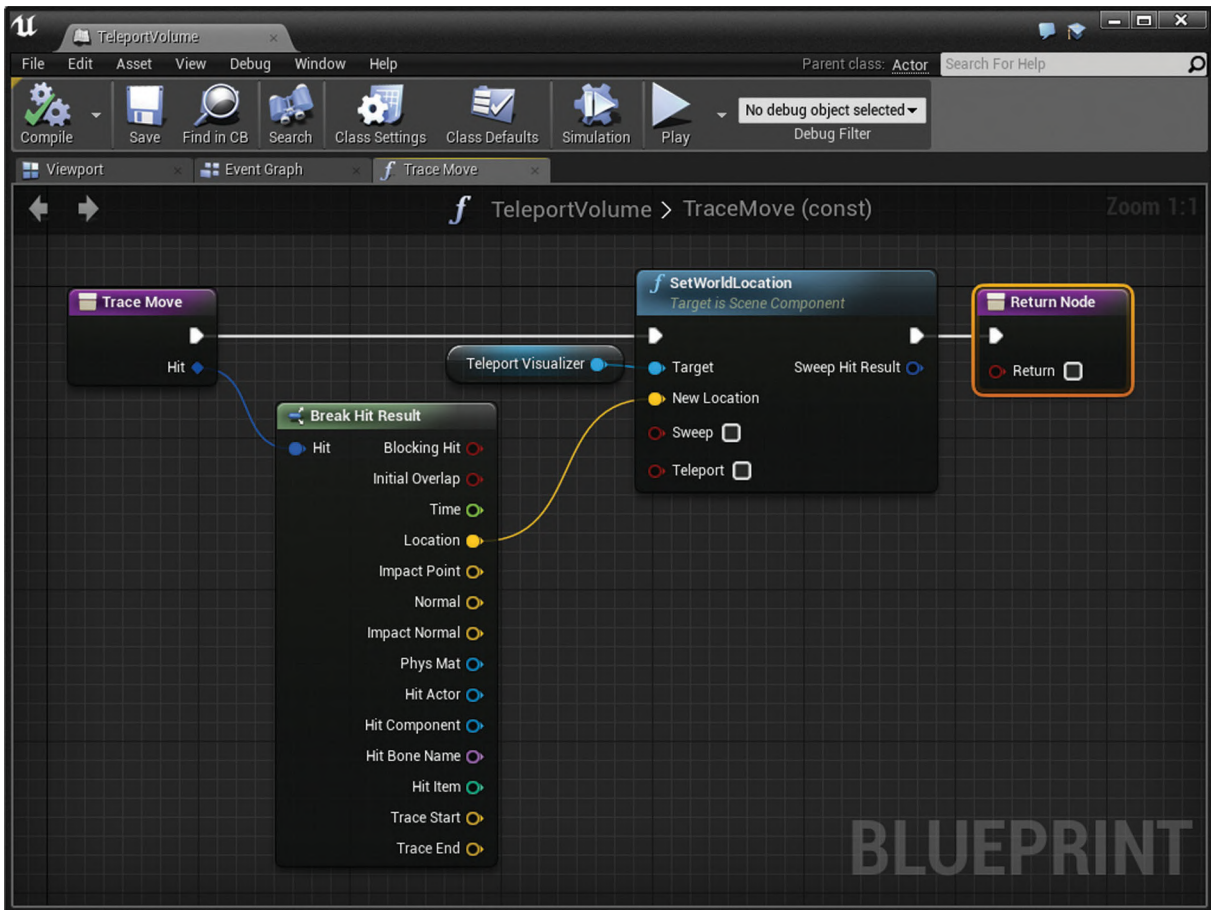 TeleportVolume
File Edit Asset View Debug Window Help
Parent class: Actor
Search For Help
Compile
Save
Find in CB
Search
Class Settings
Class Defaults
Simulation
Play
No debug object selected
Debug Filter
Viewport
Event Graph
f Trace Move
f TeleportVolume > TraceMove (const)
Zoom 1:1
Trace Move
Hit
Teleport Visualizer
f SetWorldLocation
Target is Scene Component
Target
Sweep Hit Result
New Location
Sweep
Teleport
Return Node
Return
Break Hit Result
Hit
Blocking Hit
Initial Overlap
Time
Location
Impact Point
Normal
Impact Normal
Phys Mat
Hit Actor
Hit Component
Hit Bone Name
Hit Item
Trace Start
Trace End
BLUEPRINT